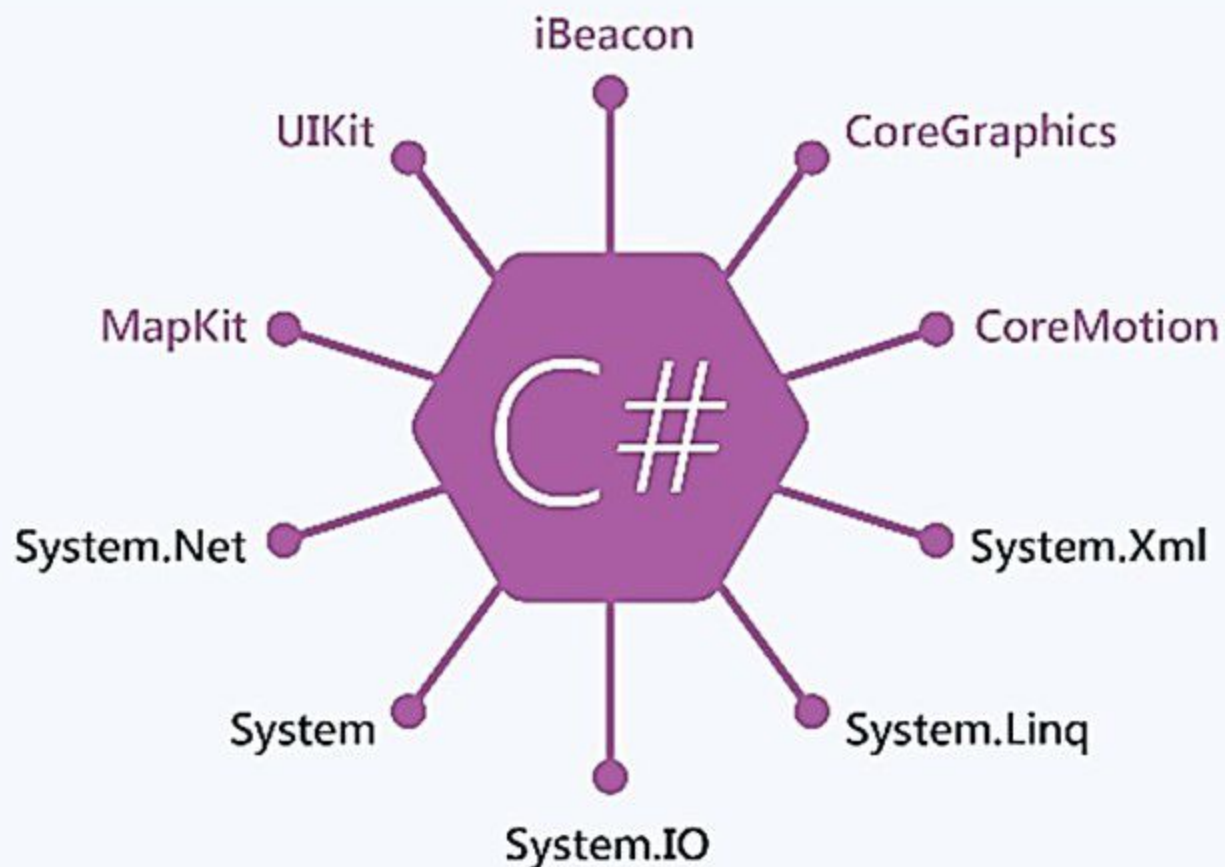 iBeacon
UIKit
CoreGraphics
MapKit
CoreMotion
C#
System.Net
System.Xml
System
System.Linq
System.IO